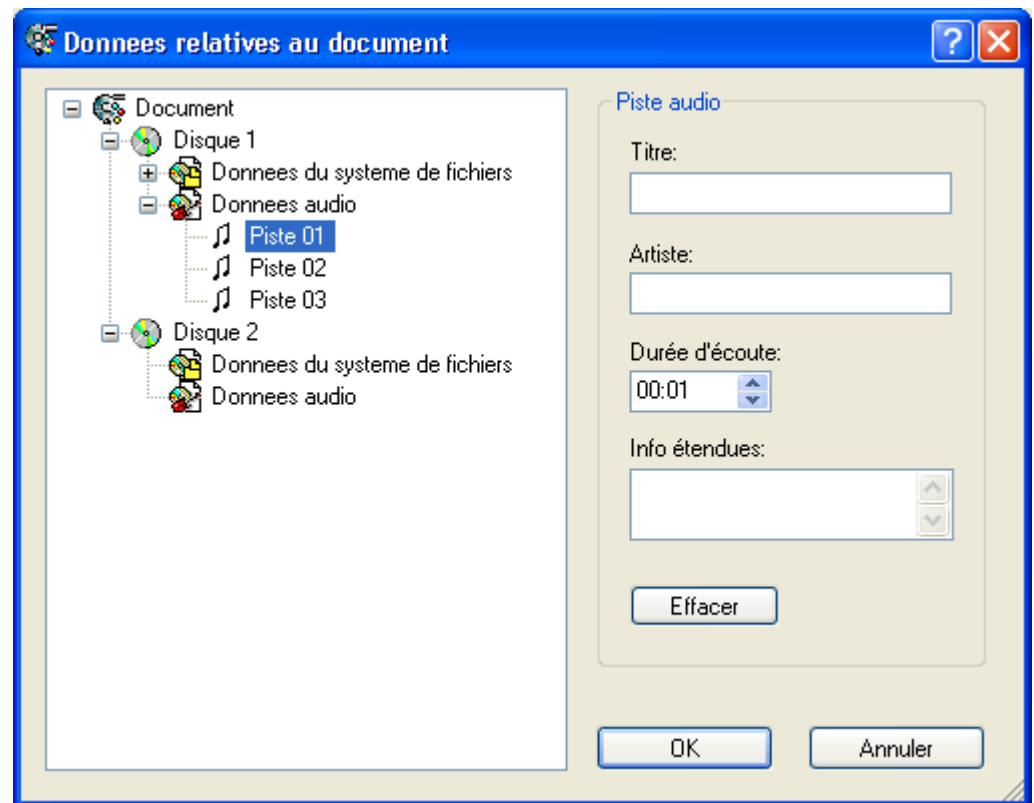 Donnees relatives au document
Document
Disque 1
Donnees du systeme de fichiers
Donnees audio
Piste 01
Piste 02
Piste 03
Disque 2
Donnees du systeme de fichiers
Donnees audio
Piste audio
Titre:
Artiste:
Durée d'écoute:
00:01
Info étendues:
Effacer
OK
Annuler